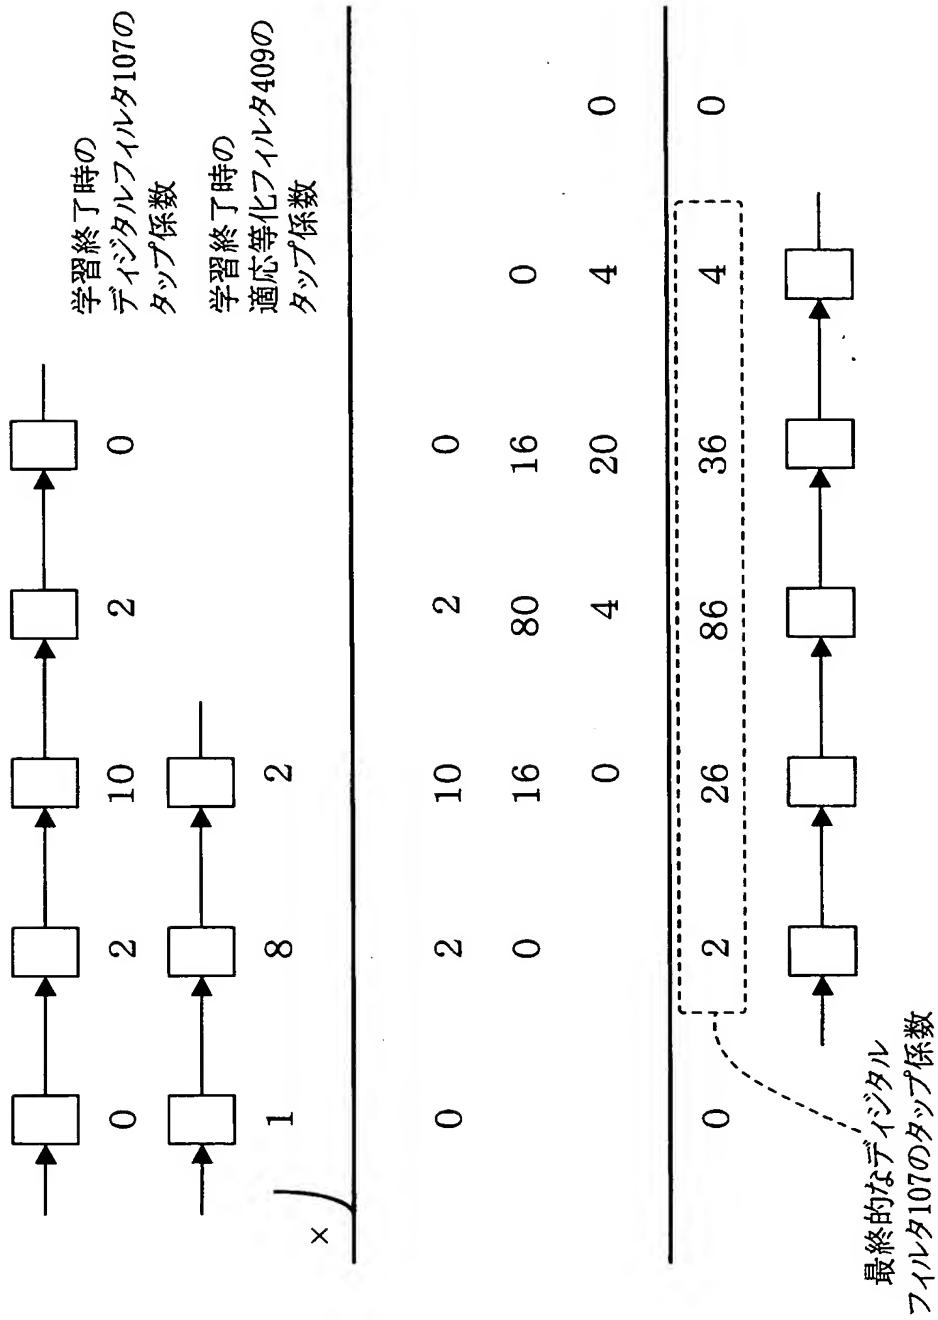 学習終了時の
0 2 10 2 0 ディジタルフィルタ107の
タップ係数
学習終了時の
1 8 2 適応等化フィルタ409の
タップ係数
×
0 2 10 2 0
0 16 80 16 0
0 4 20 4 0
0 2 26 86 36 4 0
最終的なディジタル
フィルタ107のタップ係数